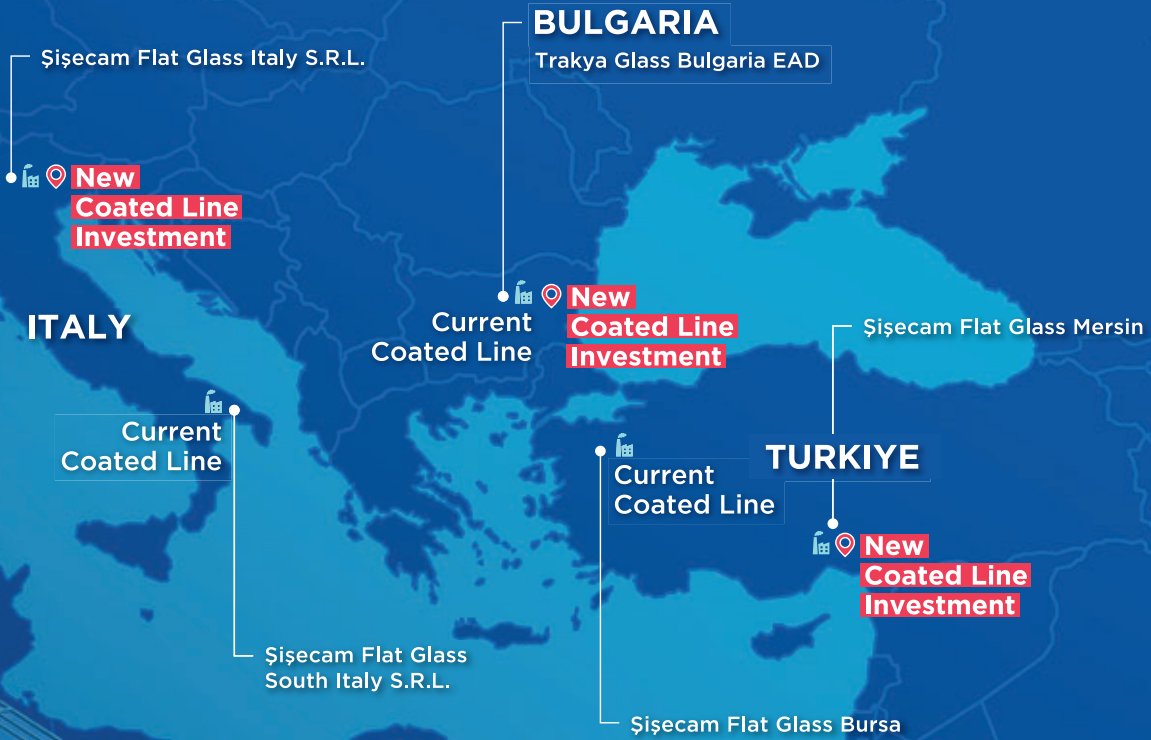 BULGARIA
Trakya Glass Bulgaria EAD
Şişecam Flat Glass Italy S.R.L.
New
Coated Line
Investment
ITALY
Current
Coated Line
New
Coated Line
Investment
Şişecam Flat Glass Mersin
Current
Coated Line
TURKIYE
Current
Coated Line
New
Coated Line
Investment
Şişecam Flat Glass
South Italy S.R.L.
Şişecam Flat Glass Bursa